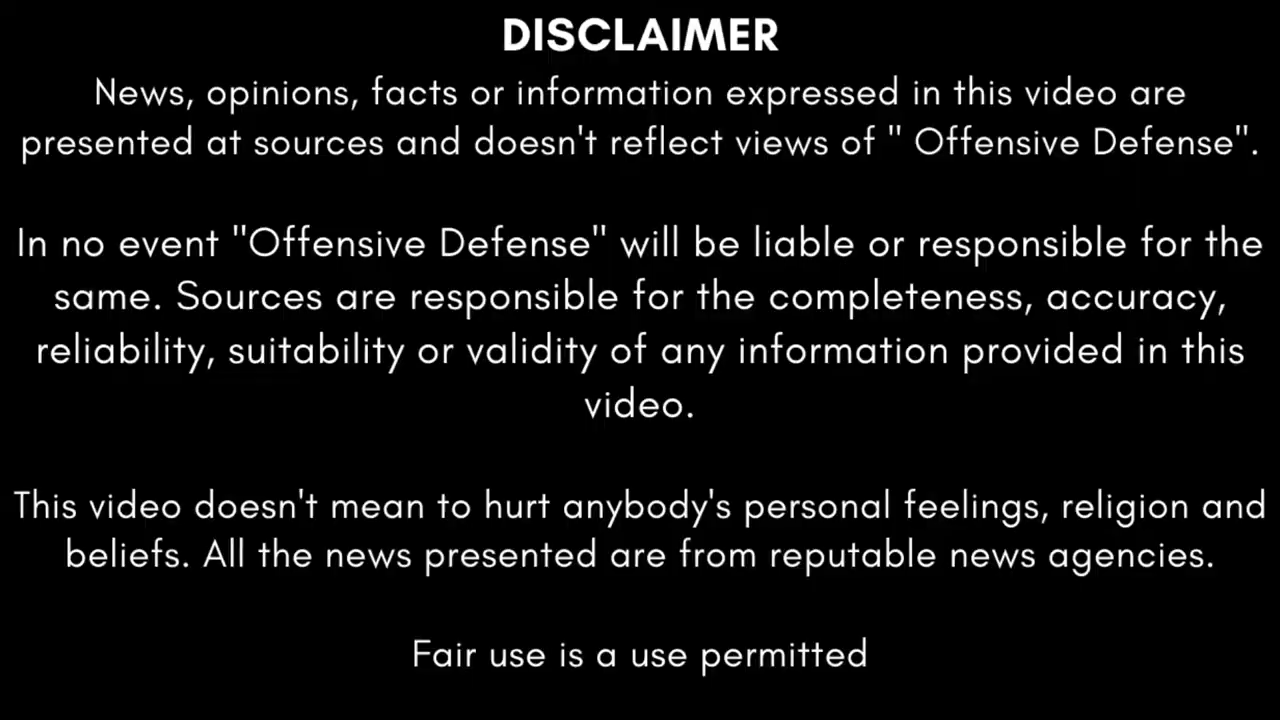 DISCLAIMER
News, opinions, facts or information expressed in this video are
presented at sources and doesn't reflect views of " Offensive Defense".
In no event "Offensive Defense" will be liable or responsible for the
same. Sources are responsible for the completeness, accuracy,
reliability, suitability or validity of any information provided in this
video.
This video doesn't mean to hurt anybody's personal feelings, religion and
beliefs. All the news presented are from reputable news agencies.
Fair use is a use permitted